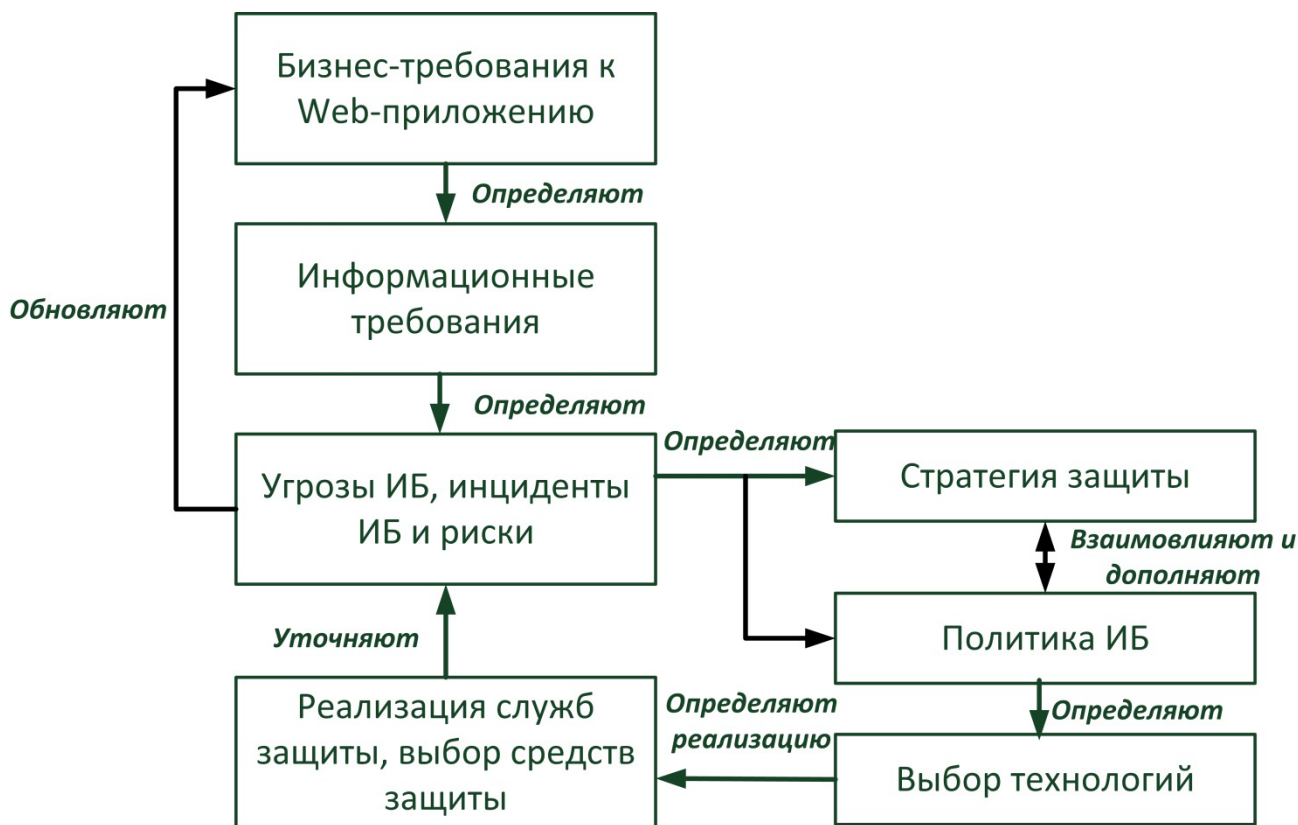 Бизнес-требования к
Web-приложению
Определяют
Информационные
требования
Обновляют
Определяют
Угрозы ИБ, инциденты
ИБ и риски
Определяют
Стратегия защиты
Взаимовлияют и
дополняют
Политика ИБ
Уточняют
Реализация служб
защиты, выбор средств
защиты
Определяют
реализацию
Определяют
Выбор технологий